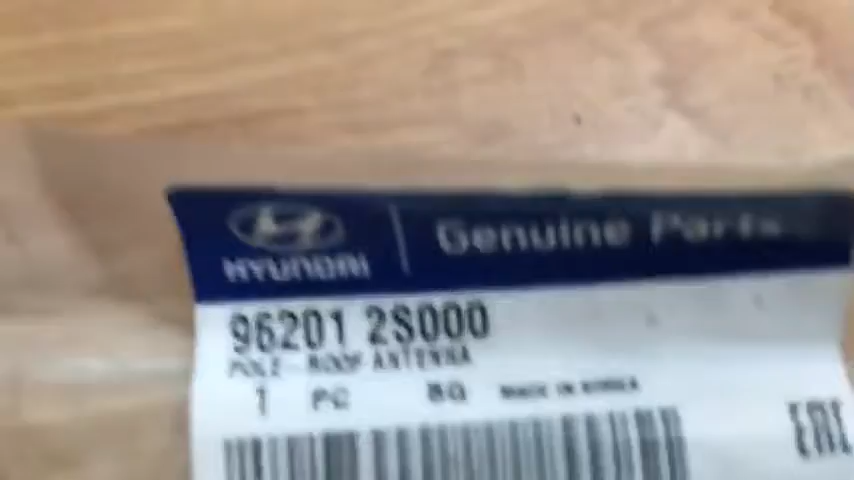 HYUNDAI
Genuine Parts
96201 2S000
POLE - ROOF ANTENNA
1 PC BQ MADE IN KOREA
EAC